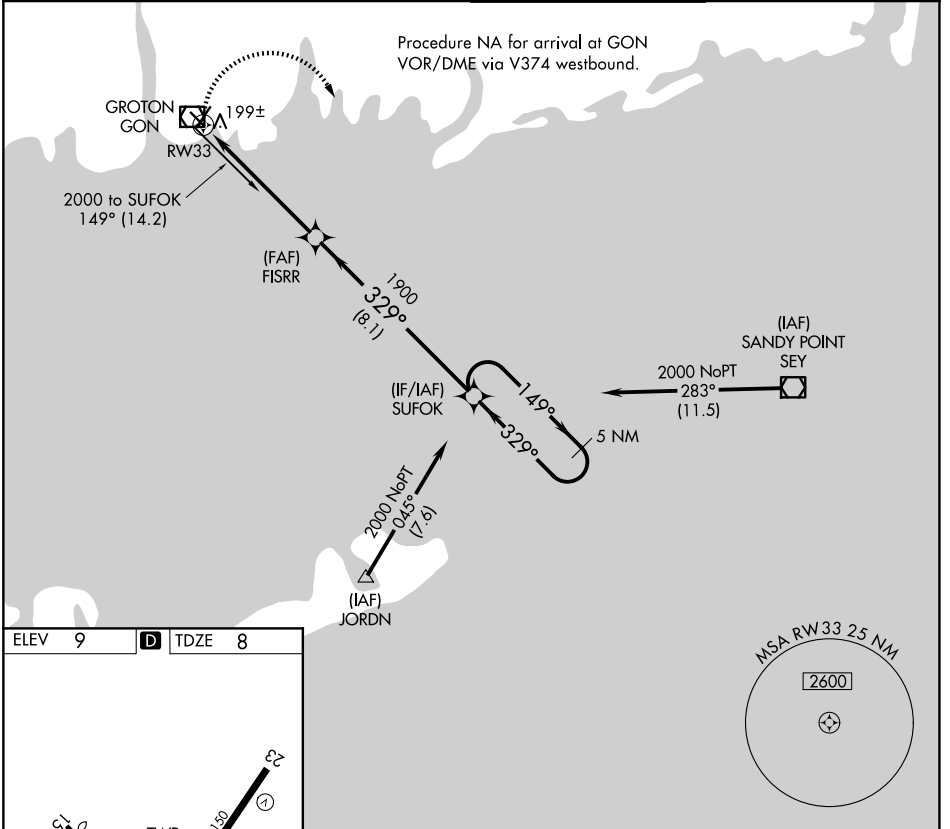 Procedure NA for arrival at GON
VOR/DME via V374 westbound.
GROTON
GON
199±
RW33
2000 to SUFOK
149° (14.2)
(FAF)
FISRR
1900
329°
(8.1)
(IAF)
SANDY POINT
SEY
2000 NoPT
283°
(11.5)
(IF/IAF)
SUFOK
149°
329°
5 NM
2000 NoPT
045°
(7.6)
(IAF)
JORDN
ELEV 9
D
TDZE 8
MSA RW33 25 NM
2600
23
V
150
15